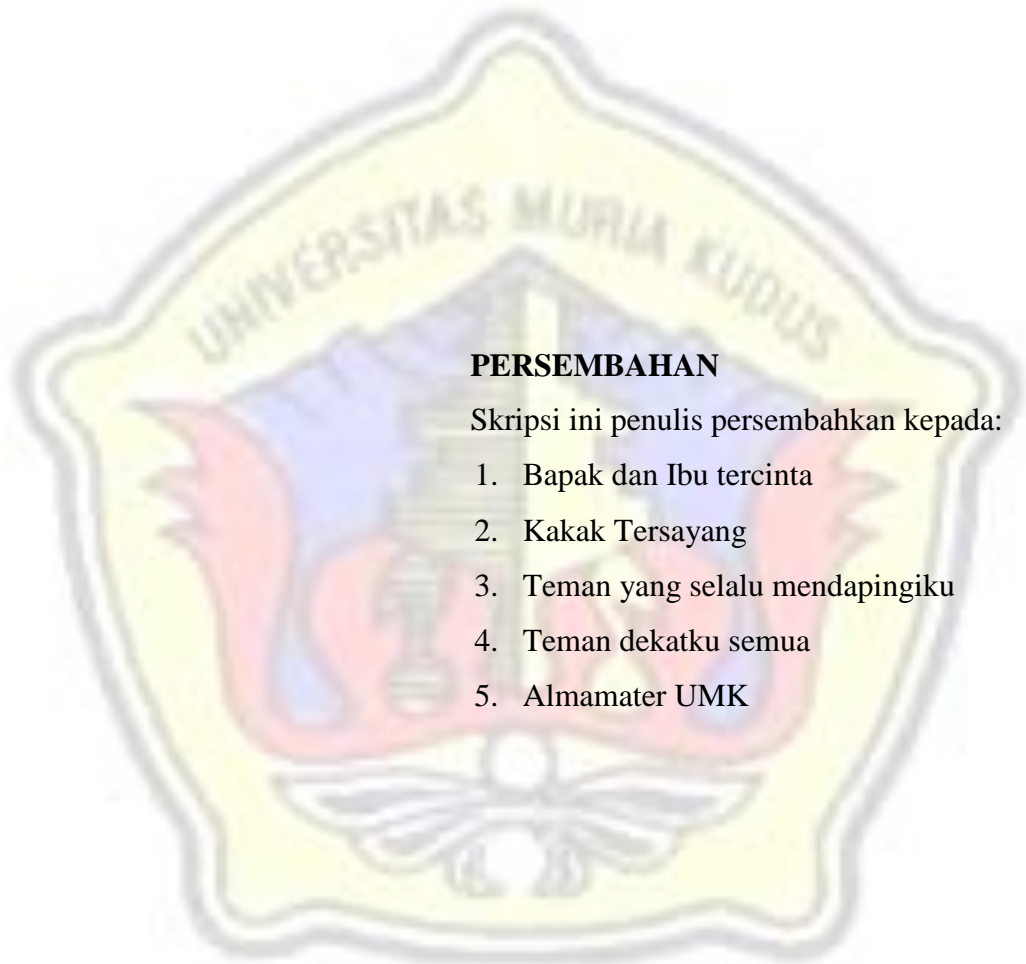 UNIVERSITAS MURIA KUDUS
PERSEMBAHAN
Skripsi ini penulis persembahkan kepada:
1. Bapak dan Ibu tercinta
2. Kakak Tersayang
3. Teman yang selalu mendapingiku
4. Teman dekatku semua
5. Almamater UMK